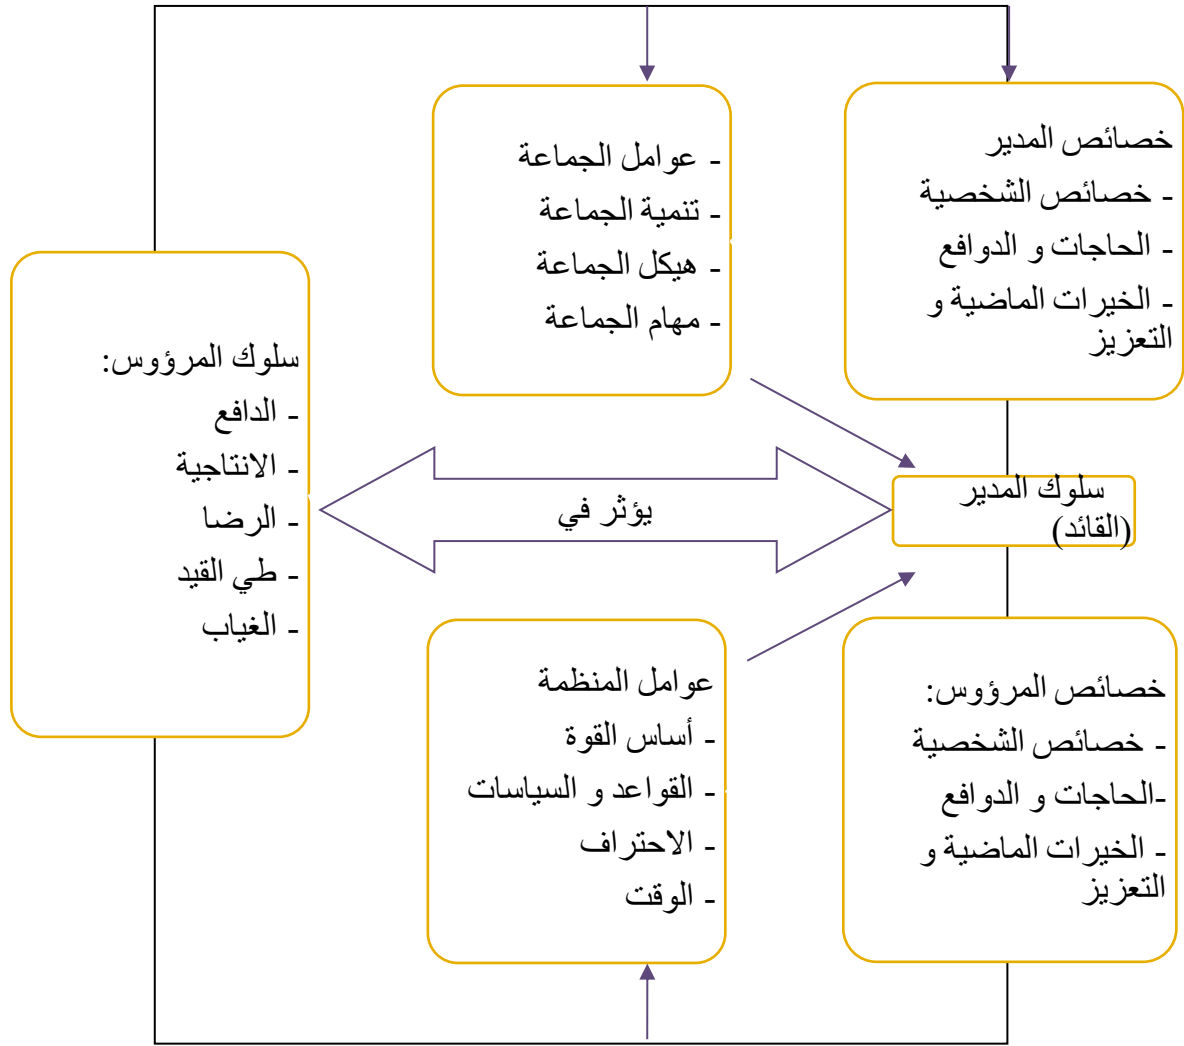 خصائص المدير
- خصائص الشخصية
- الحاجات و الدوافع
- الخيرات الماضية و
التعزيز
- عوامل الجماعة
- تنمية الجماعة
- هيكل الجماعة
- مهام الجماعة
سلوك المدير
(القائد)
يؤثر في
سلوك المرؤوس:
- الدافع
- الانتاجية
- الرضا
- طي القيد
- الغياب
خصائص المرؤوس:
- خصائص الشخصية
-الحاجات و الدوافع
- الخيرات الماضية و
التعزيز
عوامل المنظمة
- أساس القوة
- القواعد و السياسات
- الاحتراف
- الوقت